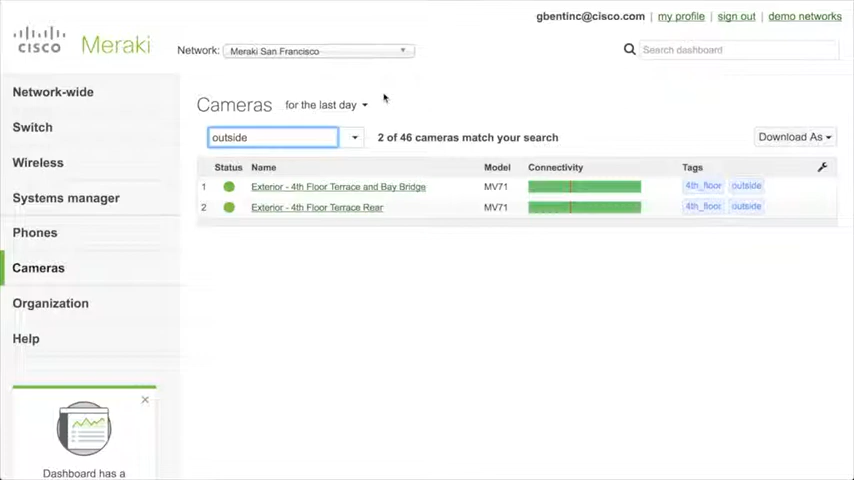 gbentinc@cisco.com | my profile | sign out | demo networks
CISCO Meraki Network: Meraki San Francisco Search dashboard
Network-wide
Switch
Wireless
Systems manager
Phones
Cameras
Organization
Help
Dashboard has a
Cameras for the last day
outside 2 of 46 cameras match your search Download As
Status Name Model Connectivity Tags
1 Exterior - 4th Floor Terrace and Bay Bridge MV71 4th_floor outside
2 Exterior - 4th Floor Terrace Rear MV71 4th_floor outside